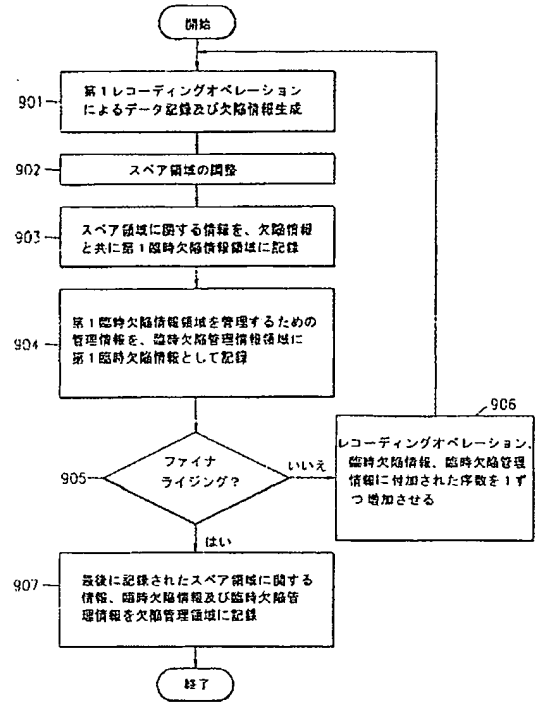 開始
901
第1レコーディングオペレーション
によるデータ記録及び欠陥情報生成
902
スペア領域の調整
903
スペア領域に関する情報を、欠陥情報
と共に第1臨時欠陥情報領域に記録
904
第1臨時欠陥情報領域を管理するための
管理情報を、臨時欠陥管理情報領域に
第1臨時欠陥情報として記録
905
ファイナ
ライジング?
いいえ
906
レコーディングオペレーション、
臨時欠陥情報、臨時欠陥管理
情報に付加された序数を1ず
つ増加させる
はい
907
最後に記録されたスペア領域に関する
情報、臨時欠陥情報及び臨時欠陥管
理情報を欠陥管理領域に記録
終了